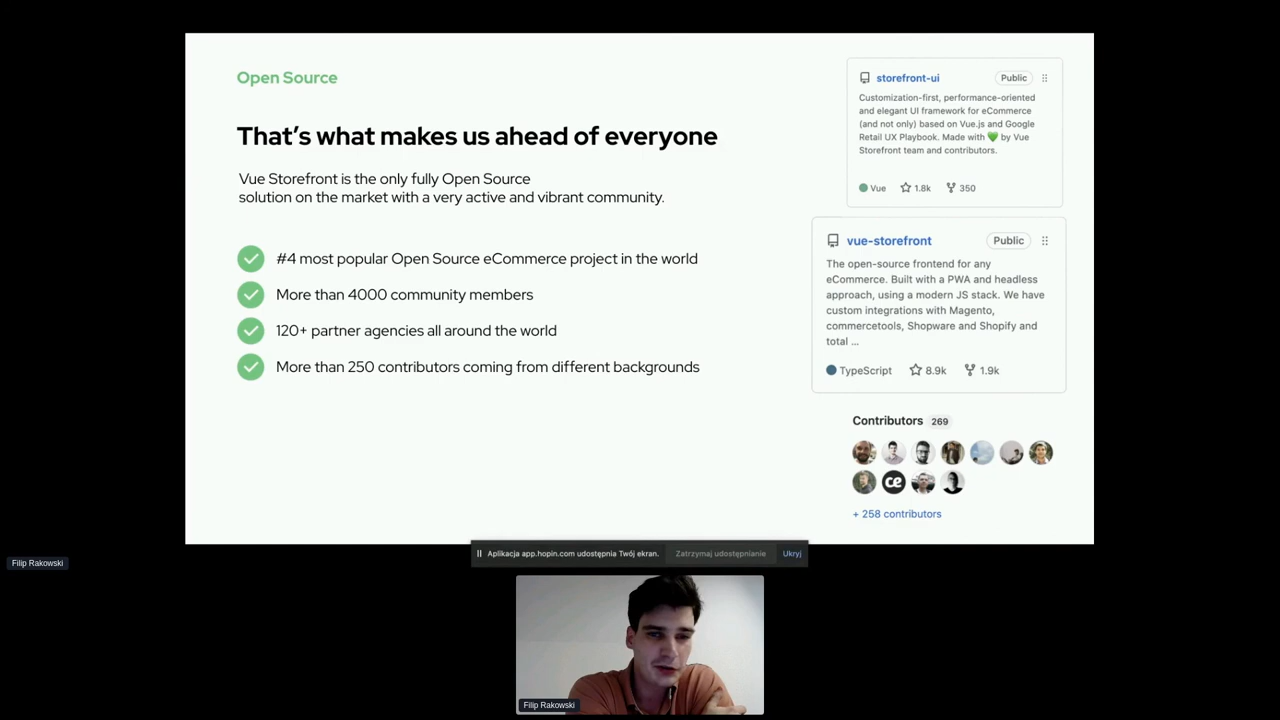 Open Source
That's what makes us ahead of everyone
Vue Storefront is the only fully Open Source
solution on the market with a very active and vibrant community.
#4 most popular Open Source eCommerce project in the world
More than 4000 community members
120+ partner agencies all around the world
More than 250 contributors coming from different backgrounds
storefront-ui Public
Customization-first, performance-oriented
and elegant UI framework for eCommerce
(and not only) based on Vue.js and Google
Retail UX Playbook. Made with 💚 by Vue
Storefront team and contributors.
Vue 1.8k 350
vue-storefront Public
The open-source frontend for any
eCommerce. Built with a PWA and headless
approach, using a modern JS stack. We have
custom integrations with Magento,
commercetools, Shopware and Shopify and
total ...
TypeScript 8.9k 1.9k
Contributors 269
ce
+ 258 contributors
Aplikacja app.hopin.com udostępnia Twój ekran. Zatrzymaj udostępnianie Ukryj
Filip Rakowski
Filip Rakowski